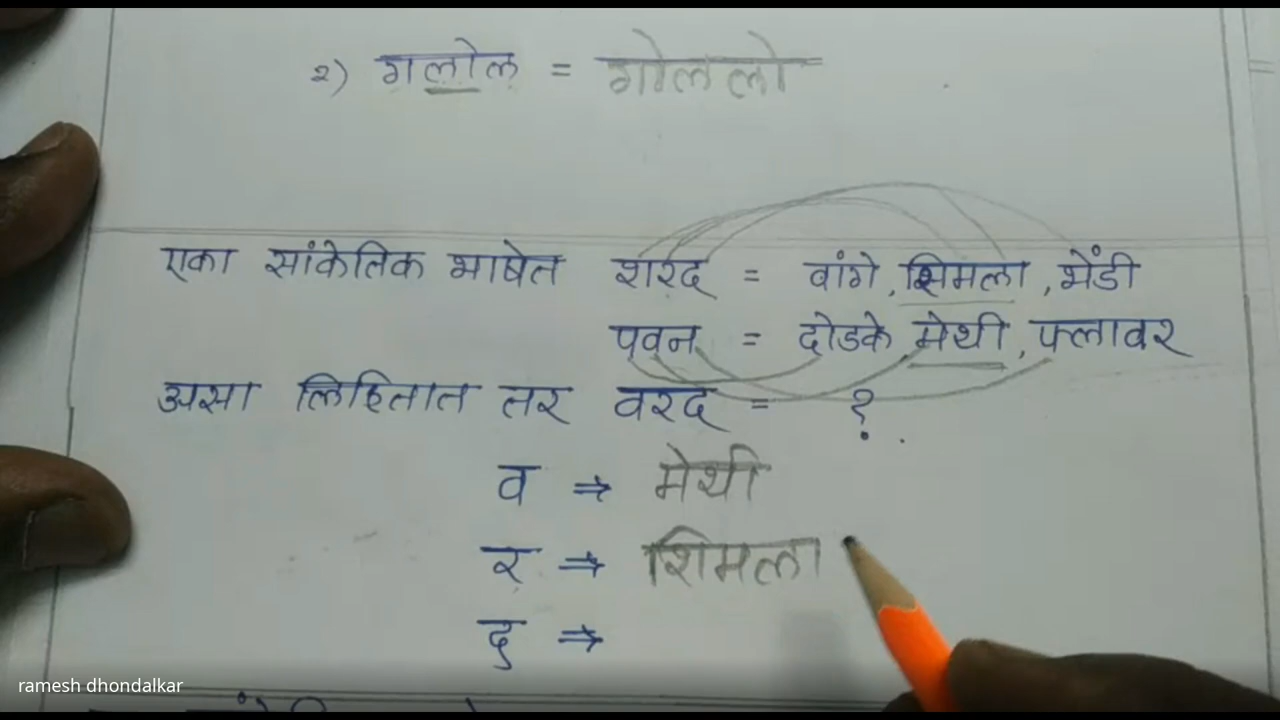 २) गलोल = गोललो
एका सांकेतिक भाषेत शरद = वांगे, सिमला, भेंडी
पवन = दोडके, मेथी, फ्लावर
असा लिहितात तर वरद = ?
व ⇒ मेथी
र ⇒ शिमला
द ⇒
ramesh dhondalkar